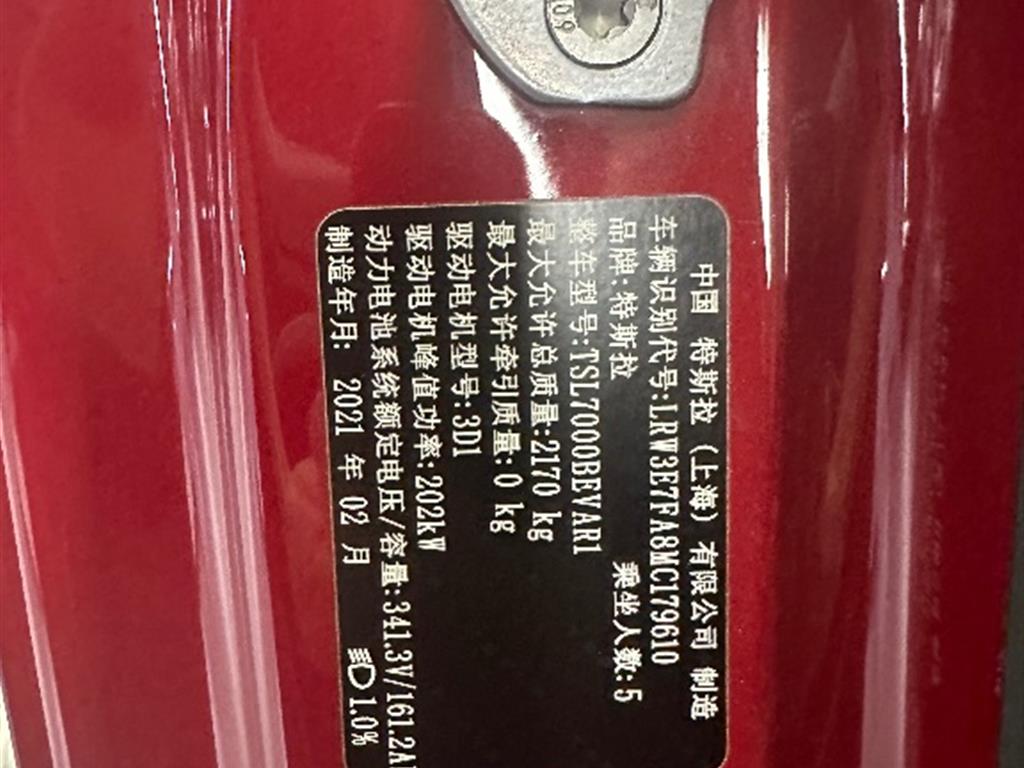 中国 特斯拉(上海)有限公司 制造
车辆识别代号:LRW3E7FA8MC179610
品牌:特斯拉 乘坐人数:5
整车型号:TSL7000BEVAR1
最大允许总质量:2170 kg
最大允许牵引质量:0 kg
驱动电机型号:3D1
驱动电机峰值功率:202kW
动力电池系统额定电压/容量:341.3V/161.2A
制造年月: 2021 年 02 月 1.0%